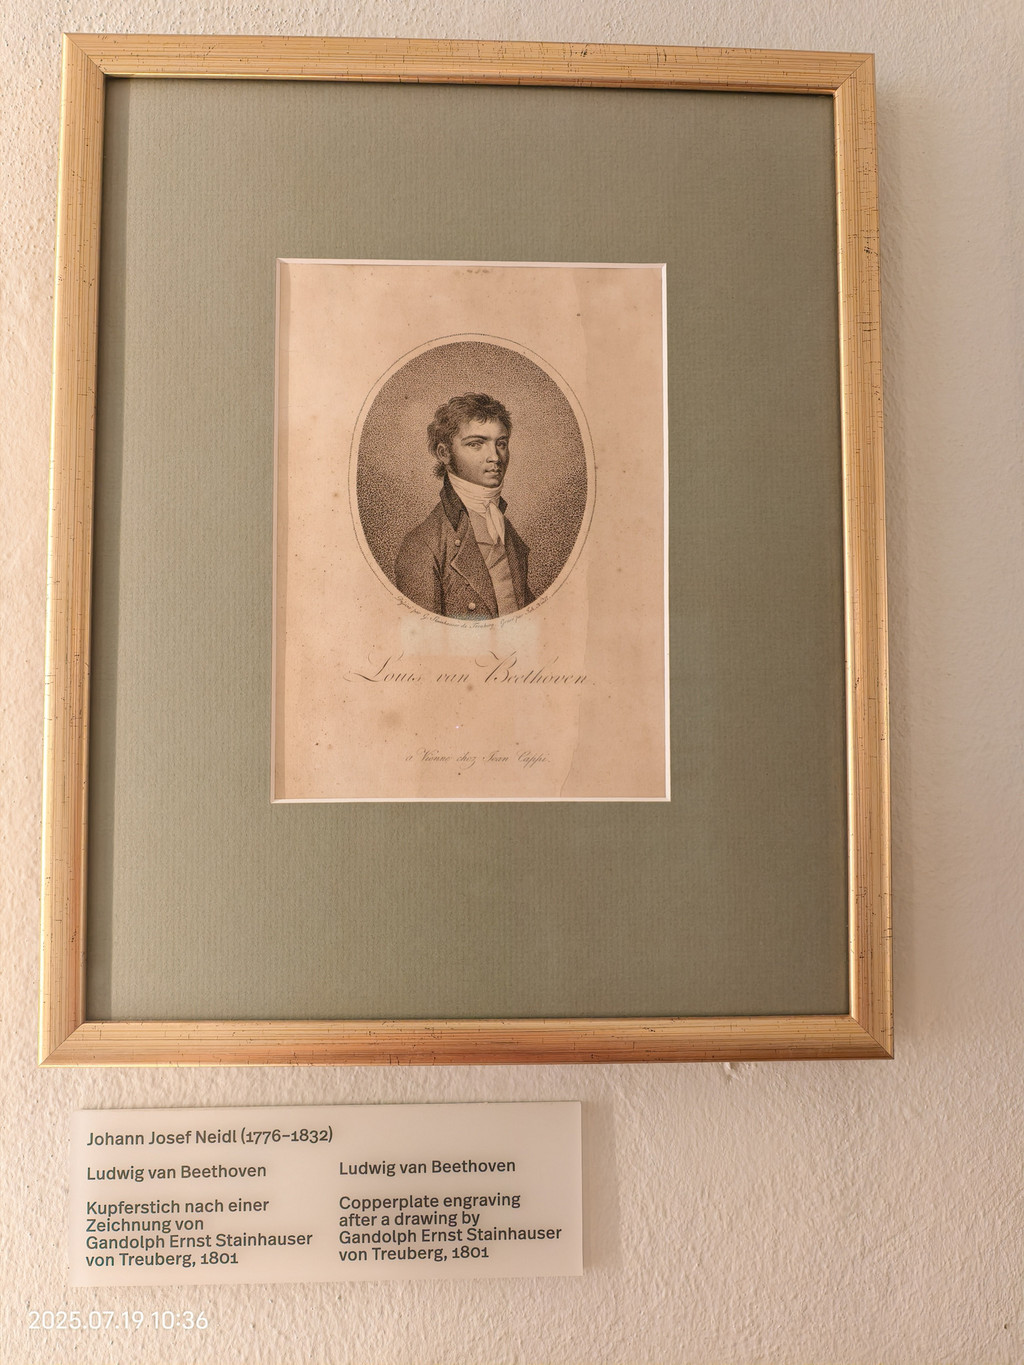 Louis van Beethoven.
a Vienne chez Jean Cappi.
Johann Josef Neidl (1776–1832)
Ludwig van Beethoven
Kupferstich nach einer
Zeichnung von
Gandolph Ernst Stainhauser
von Treuberg, 1801
Ludwig van Beethoven
Copperplate engraving
after a drawing by
Gandolph Ernst Stainhauser
von Treuberg, 1801
2025.07.19 10:36